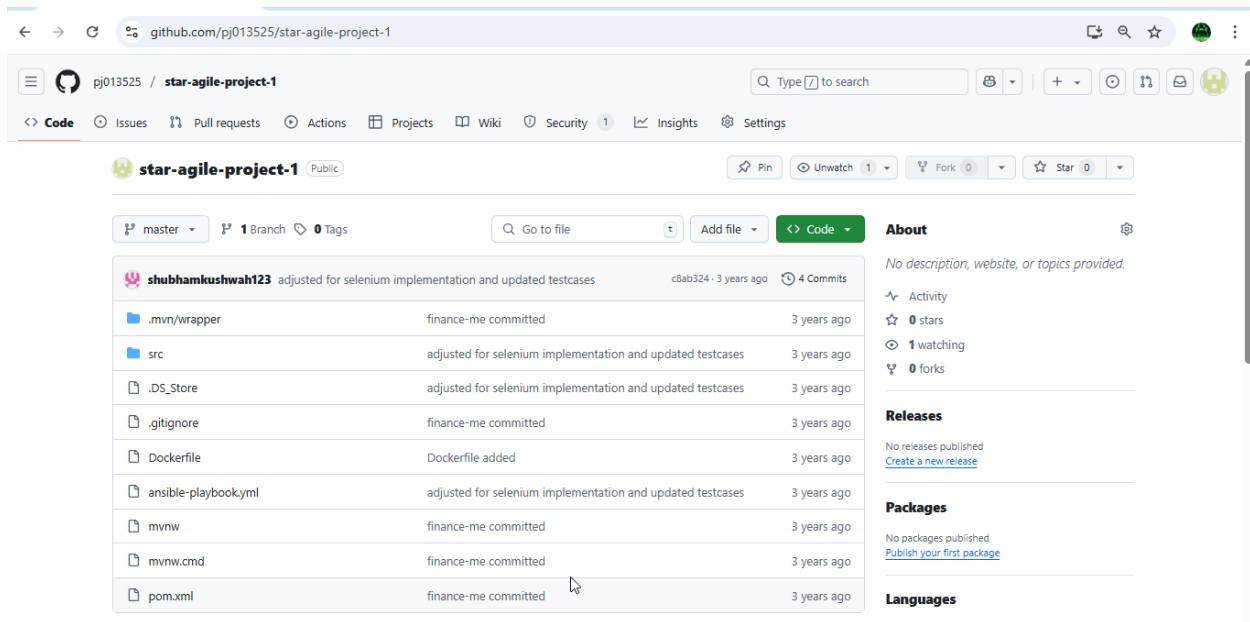 github.com/pj013525/star-agile-project-1
pj013525 / star-agile-project-1
Type / to search
Code Issues Pull requests Actions Projects Wiki Security 1 Insights Settings
star-agile-project-1 Public Pin Unwatch 1 Fork 0 Star 0
master 1 Branch 0 Tags Go to file t Add file Code
shubhamkushwah123 adjusted for selenium implementation and updated testcases c8ab324 · 3 years ago 4 Commits
.mvn/wrapper finance-me committed 3 years ago
src adjusted for selenium implementation and updated testcases 3 years ago
.DS_Store adjusted for selenium implementation and updated testcases 3 years ago
.gitignore finance-me committed 3 years ago
Dockerfile Dockerfile added 3 years ago
ansible-playbook.yml adjusted for selenium implementation and updated testcases 3 years ago
mvnw finance-me committed 3 years ago
mvnw.cmd finance-me committed 3 years ago
pom.xml finance-me committed 3 years ago
About
No description, website, or topics provided.
Activity
0 stars
1 watching
0 forks
Releases
No releases published
Create a new release
Packages
No packages published
Publish your first package
Languages